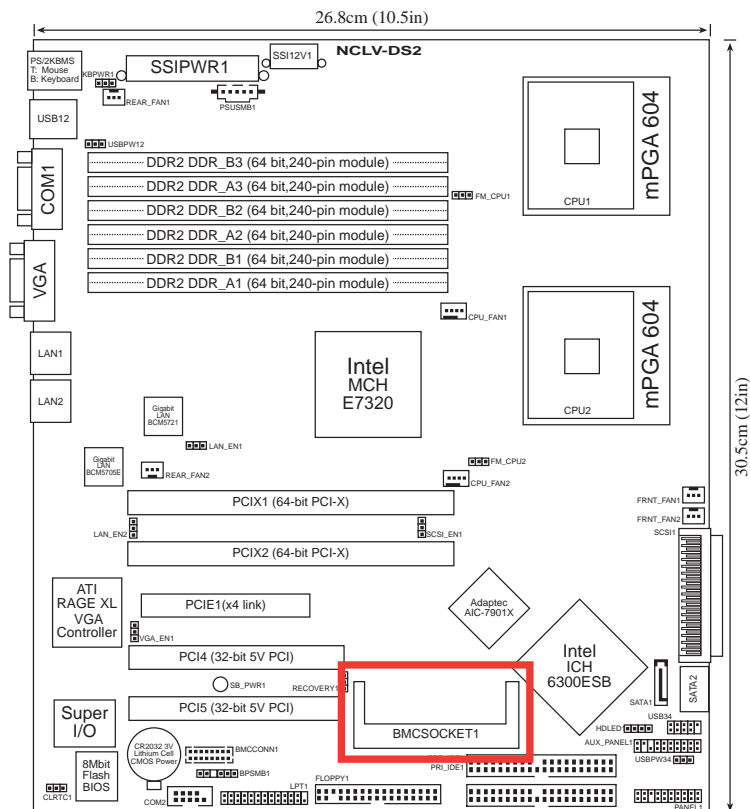 26.8cm (10.5in)
PS/2KBMS
T: Mouse
B: Keyboard
KBPWR1
SSIPWR1
SSI12V1
NCLV-DS2
REAR_FAN1
PSUSMB1
USB12
USBPW12
COM1
DDR2 DDR_B3 (64 bit,240-pin module)
DDR2 DDR_A3 (64 bit,240-pin module)
DDR2 DDR_B2 (64 bit,240-pin module)
DDR2 DDR_A2 (64 bit,240-pin module)
DDR2 DDR_B1 (64 bit,240-pin module)
DDR2 DDR_A1 (64 bit,240-pin module)
FM_CPU1
CPU1
mPGA 604
VGA
CPU_FAN1
LAN1
LAN2
Intel
MCH
E7320
CPU2
mPGA 604
30.5cm (12in)
Gigabit
LAN
BCM5721
LAN_EN1
Gigabit
LAN
BCM5705E
REAR_FAN2
FM_CPU2
CPU_FAN2
PCIX1 (64-bit PCI-X)
FRNT_FAN1
FRNT_FAN2
LAN_EN2
SCSI_EN1
SCSI1
PCIX2 (64-bit PCI-X)
ATI
RAGE XL
VGA
Controller
PCIE1(x4 link)
Adaptec
AIC-7901X
VGA_EN1
Intel
ICH
6300ESB
PCI4 (32-bit 5V PCI)
SB_PWR1
RECOVERY1
SATA1
SATA2
Super
I/O
PCI5 (32-bit 5V PCI)
BMCSOCKET1
USB34
HDLED1
AUX_PANEL1
CR2032 3V
Lithium Cell
CMOS Power
BMCCONN1
PRI_IDE1
USBPW34
8Mbit
Flash
BIOS
BPSMB1
CLRTC1
COM2
LPT1
FLOPPY1
PANEL1